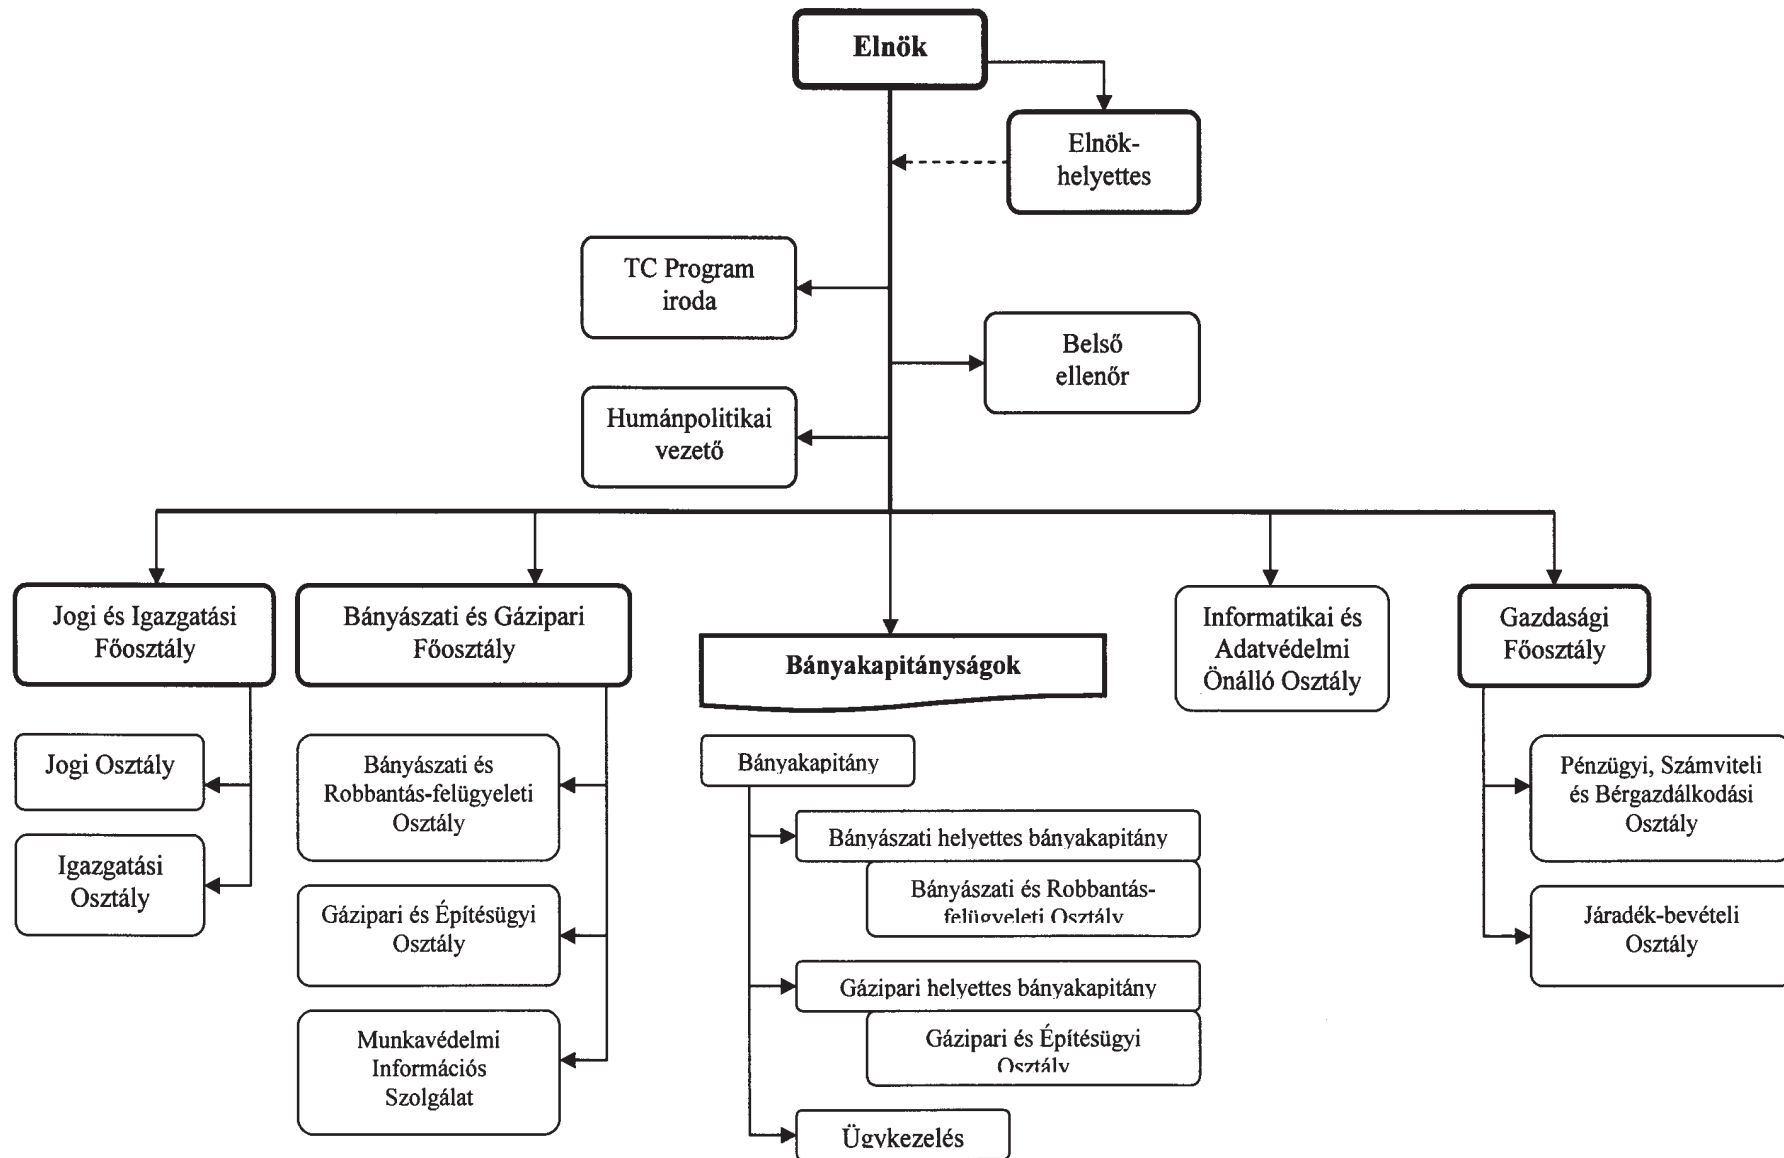 Elnök
Elnök-
helyettes
TC Program
iroda
Belső
ellenőr
Humánpolitikai
vezető
Jogi és Igazgatási
Főosztály
Bányászati és Gázipari
Főosztály
Bányakapitányságok
Informatikai és
Adatvédelmi
Önálló Osztály
Gazdasági
Főosztály
Jogi Osztály
Igazgatási
Osztály
Bányászati és
Robbantás-felügyeleti
Osztály
Gázipari és Építésügyi
Osztály
Munkavédelmi
Információs
Szolgálat
Bányakapitány
Bányászati helyettes bányakapitány
Bányászati és Robbantás-
felügyeleti Osztály
Gázipari helyettes bányakapitány
Gázipari és Építésügyi
Osztály
Ügykezelés
Pénzügyi, Számviteli
és Bérgazdálkodási
Osztály
Járadék-bevételi
Osztály